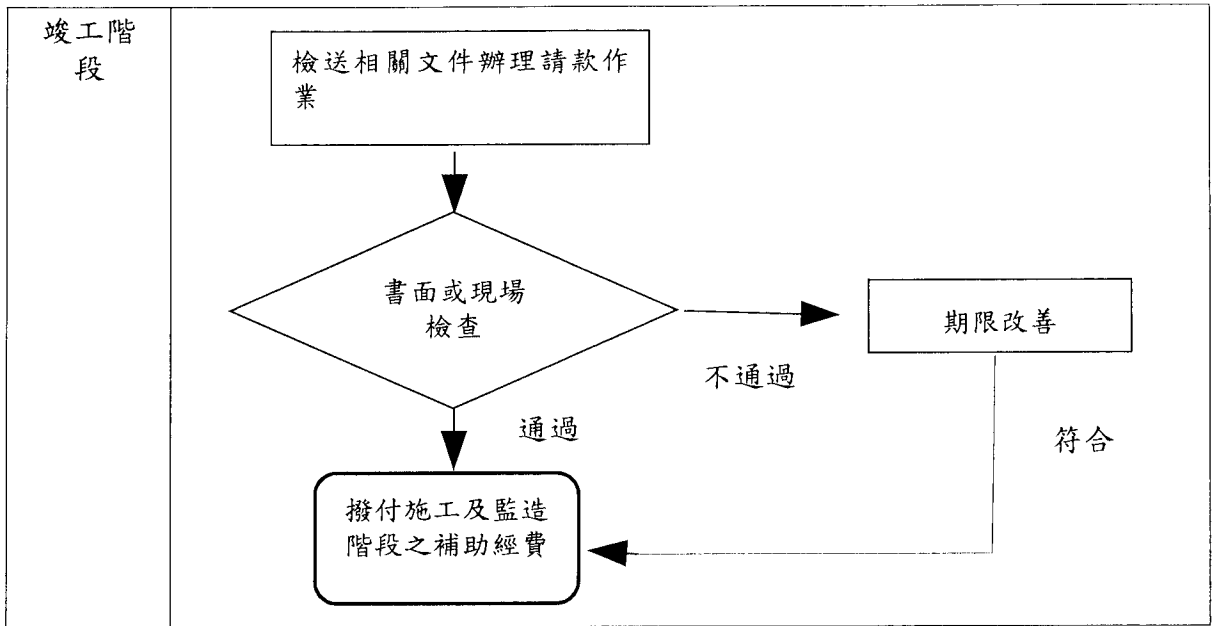 竣工階
段
檢送相關文件辦理請款作
業
書面或現場
檢查
期限改善
不通過
通過
符合
撥付施工及監造
階段之補助經費